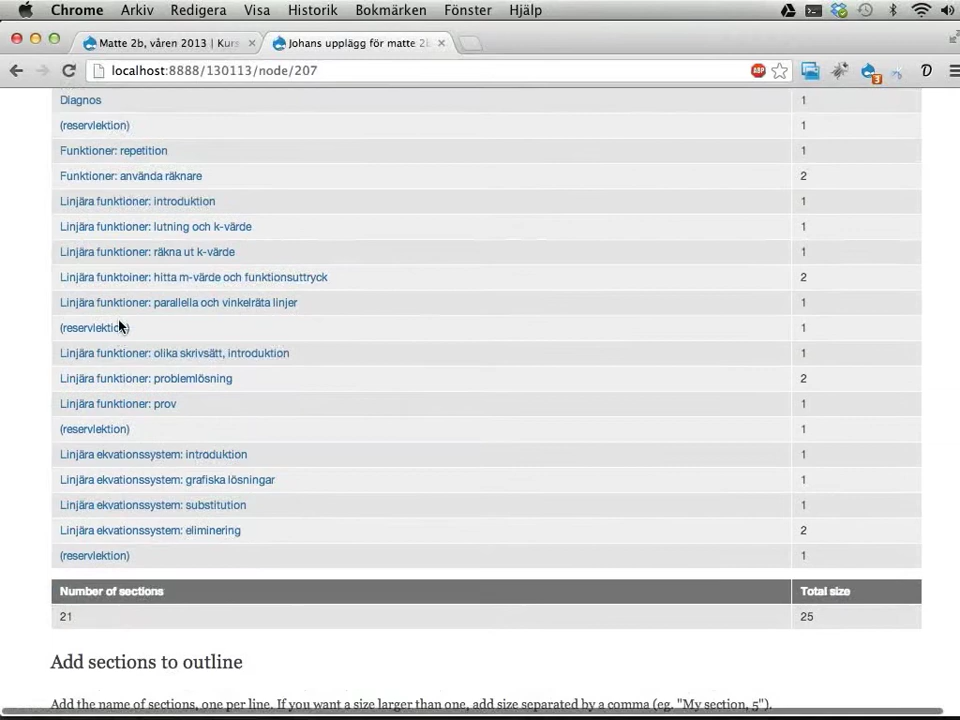 Chrome Arkiv Redigera Visa Historik Bokmärken Fönster Hjälp
Matte 2b, våren 2013 | Kurs
Johans upplägg för matte 2b
localhost:8888/130113/node/207
ABP
3
D
Diagnos 1
(reservlektion) 1
Funktioner: repetition 1
Funktioner: använda räknare 2
Linjära funktioner: introduktion 1
Linjära funktioner: lutning och k-värde 1
Linjära funktioner: räkna ut k-värde 1
Linjära funktoiner: hitta m-värde och funktionsuttryck 2
Linjära funktioner: parallella och vinkelräta linjer 1
(reservlektion) 1
Linjära funktioner: olika skrivsätt, introduktion 1
Linjära funktioner: problemlösning 2
Linjära funktioner: prov 1
(reservlektion) 1
Linjära ekvationssystem: introduktion 1
Linjära ekvationssystem: grafiska lösningar 1
Linjära ekvationssystem: substitution 1
Linjära ekvationssystem: eliminering 2
(reservlektion) 1
Number of sections Total size
21 25
Add sections to outline
Add the name of sections, one per line. If you want a size larger than one, add size separated by a comma (eg. "My section, 5").